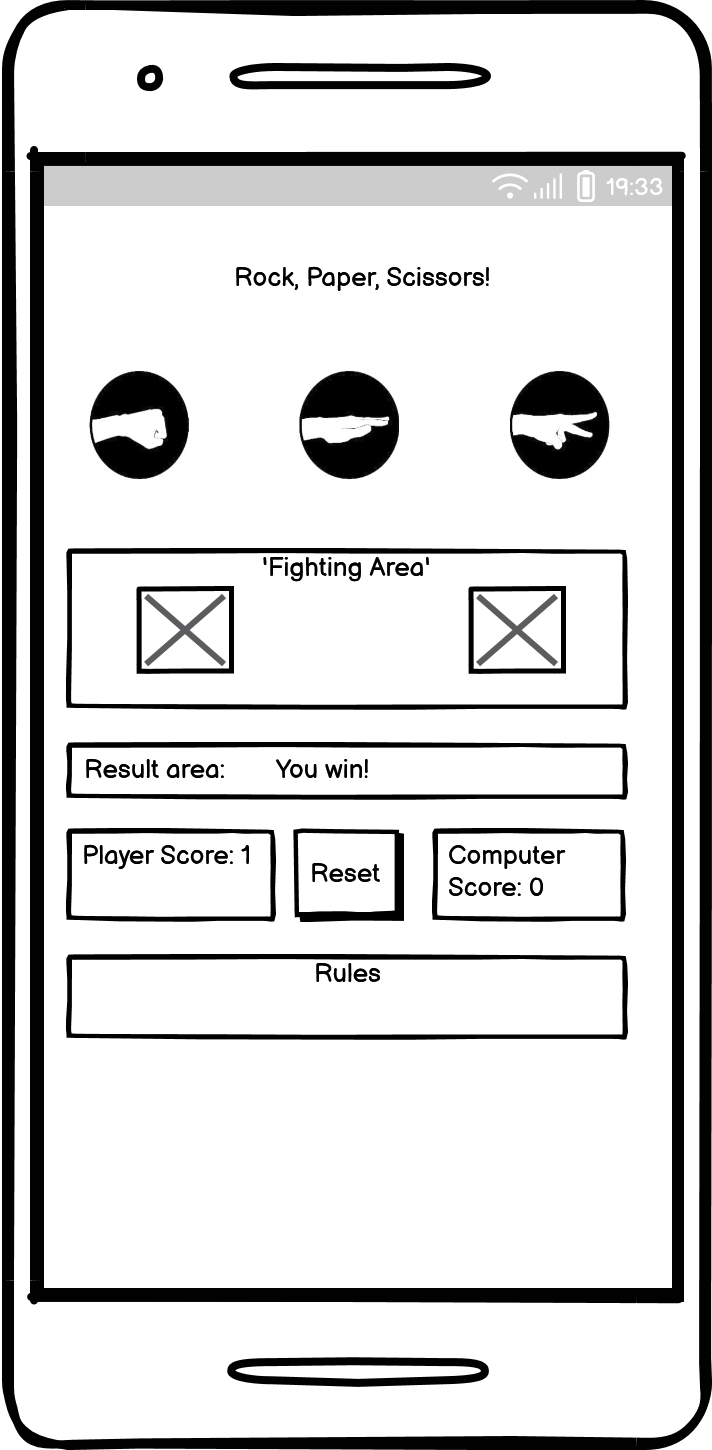 19:33
Rock, Paper, Scissors!
'Fighting Area'
Result area: You win!
Player Score: 1
Reset
Computer
Score: 0
Rules